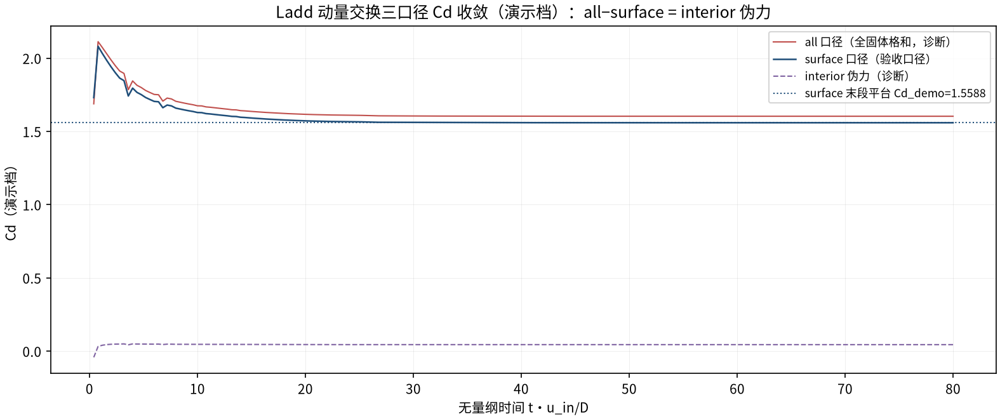 Ladd 动量交换三口径 Cd 收敛（演示档）：all−surface = interior 伪力
all 口径（全固体格和，诊断）
surface 口径（验收口径）
interior 伪力（诊断）
surface 末段平台 Cd_demo=1.5588
Cd（演示档）
2.0
1.5
1.0
0.5
0.0
0 10 20 30 40 50 60 70 80
无量纲时间 t·u_in/D